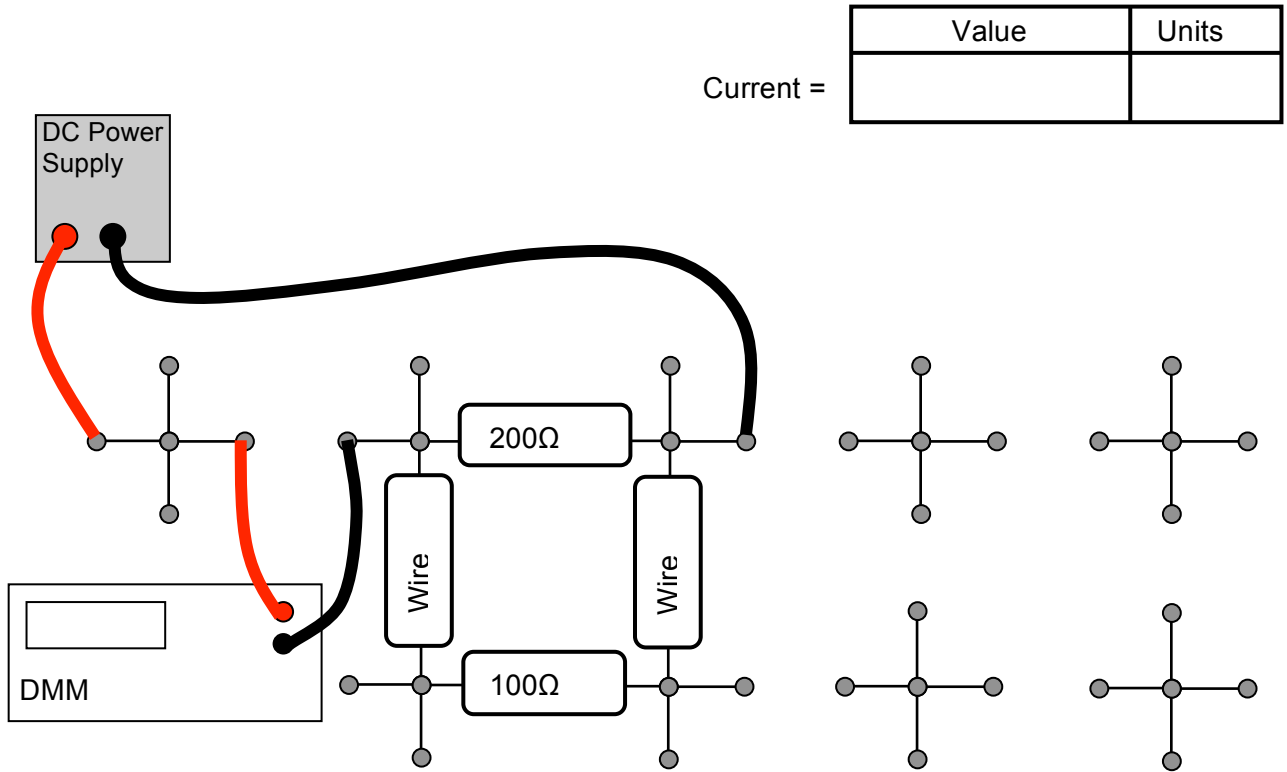 Value Units
Current =
DC Power
Supply
200Ω
Wire
Wire
100Ω
DMM